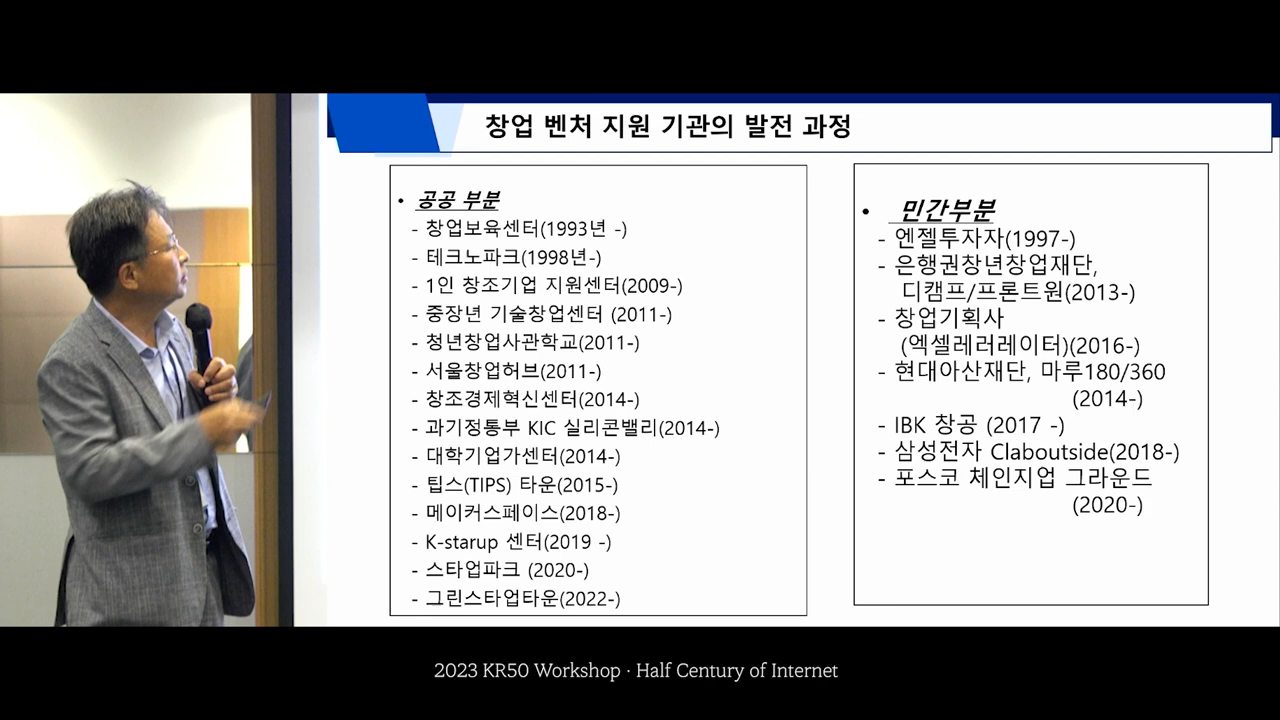 창업 벤처 지원 기관의 발전 과정
• 공공 부분
- 창업보육센터(1993년 -)
- 테크노파크(1998년-)
- 1인 창조기업 지원센터(2009-)
- 중장년 기술창업센터 (2011-)
- 청년창업사관학교(2011-)
- 서울창업허브(2011-)
- 창조경제혁신센터(2014-)
- 과기정통부 KIC 실리콘밸리(2014-)
- 대학기업가센터(2014-)
- 팁스(TIPS) 타운(2015-)
- 메이커스페이스(2018-)
- K-starup 센터(2019 -)
- 스타업파크 (2020-)
- 그린스타업타운(2022-)
• 민간부분
- 엔젤투자자(1997-)
- 은행권창년창업재단,
디캠프/프론트원(2013-)
- 창업기획사
(엑셀레러레이터)(2016-)
- 현대아산재단, 마루180/360
(2014-)
- IBK 창공 (2017 -)
- 삼성전자 Claboutside(2018-)
- 포스코 체인지업 그라운드
(2020-)
2023 KR50 Workshop · Half Century of Internet